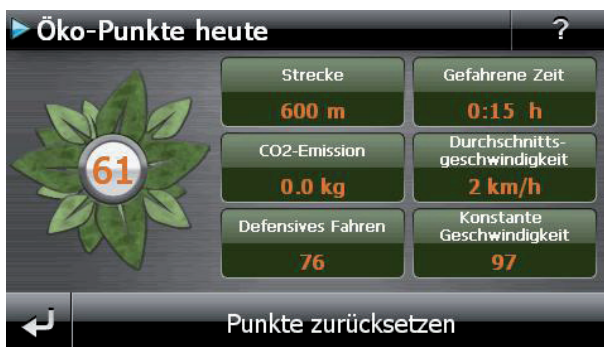 Öko-Punkte heute
?
61
Strecke
600 m
Gefahrene Zeit
0:15 h
CO2-Emission
0.0 kg
Durchschnitts-
geschwindigkeit
2 km/h
Defensives Fahren
76
Konstante
Geschwindigkeit
97
Punkte zurücksetzen